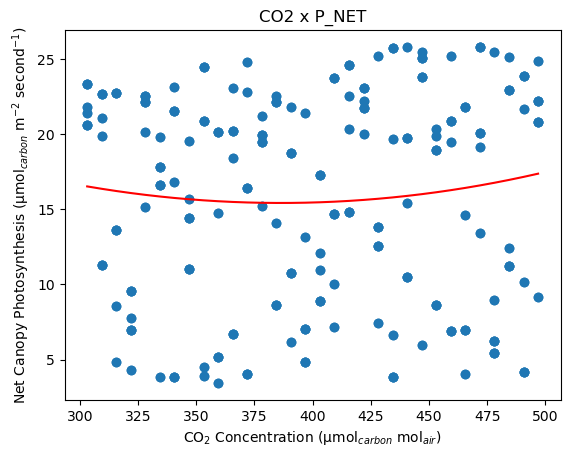 CO2 x P_NET
Net Canopy Photosynthesis (μmol$_{carbon}$ m$^{-2}$ second$^{-1}$)
25
20
15
10
5
300 325 350 375 400 425 450 475 500
CO$_2$ Concentration (μmol$_{carbon}$ mol$_{air}$)